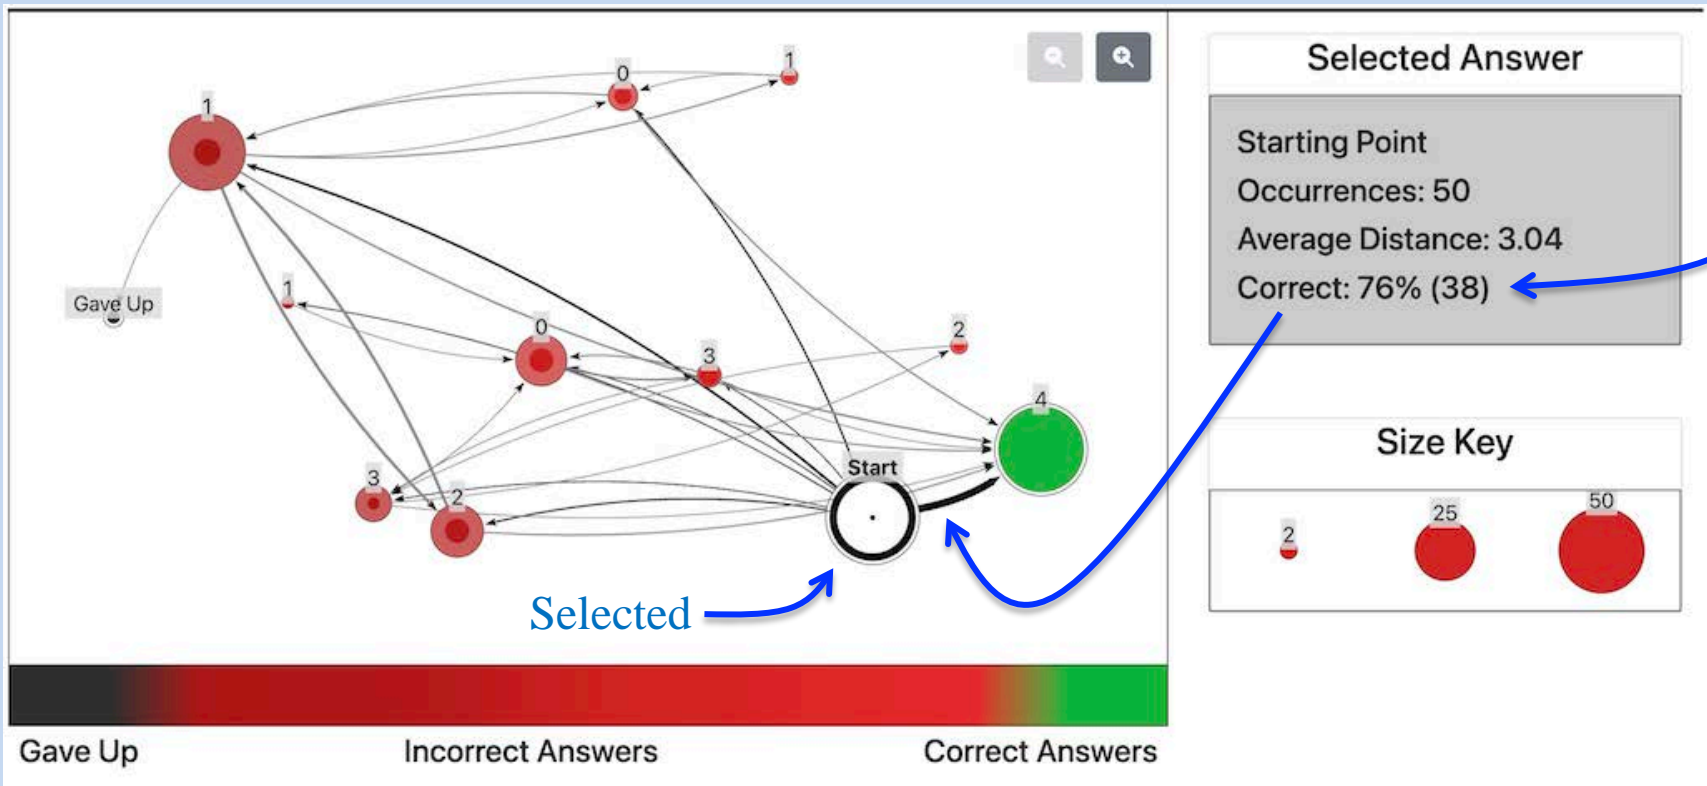 1
0
1
Gave Up
1
0
3
2
4
3
2
Start
Selected
Gave Up
Incorrect Answers
Correct Answers
Selected Answer
Starting Point
Occurrences: 50
Average Distance: 3.04
Correct: 76% (38)
Size Key
2
25
50